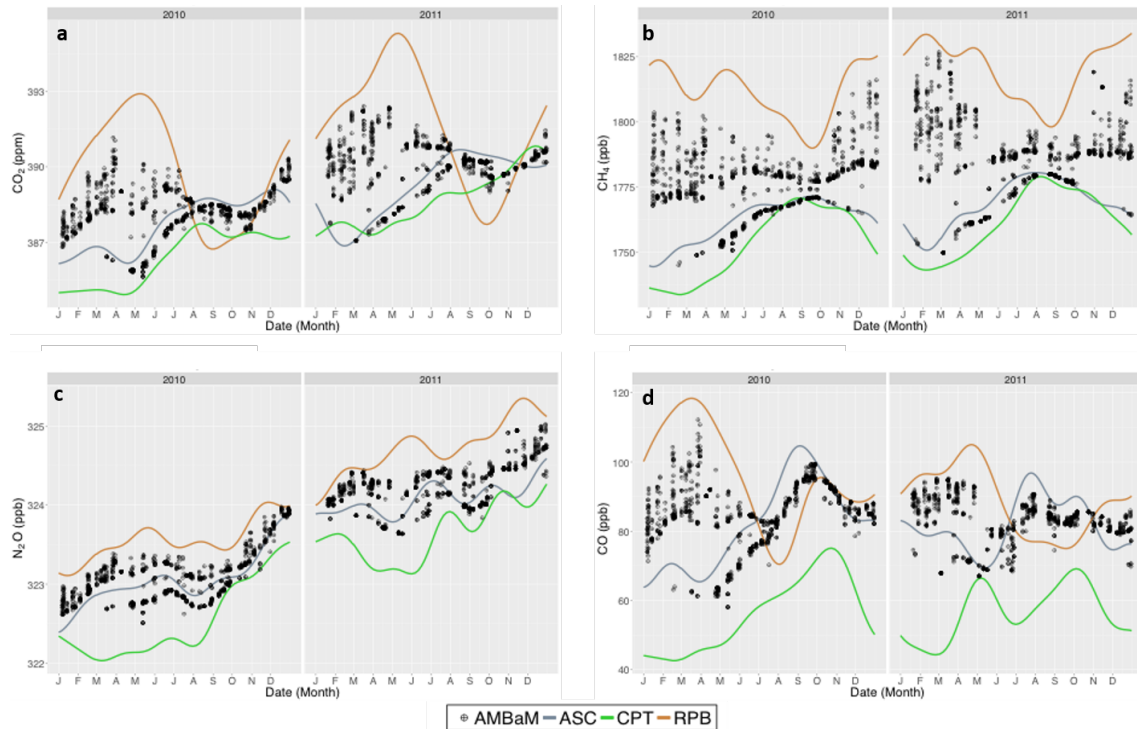 2010 2011
a
CO2 (ppm)
393
390
387
J F M A M J J A S O N D J F M A M J J A S O N D
Date (Month)
2010 2011
b
CH4 (ppb)
1825
1800
1775
1750
J F M A M J J A S O N D J F M A M J J A S O N D
Date (Month)
2010 2011
c
N2O (ppb)
325
324
323
322
J F M A M J J A S O N D J F M A M J J A S O N D
Date (Month)
2010 2011
d
CO (ppb)
120
100
80
60
40
J F M A M J J A S O N D J F M A M J J A S O N D
Date (Month)
AMBaM ASC CPT RPB